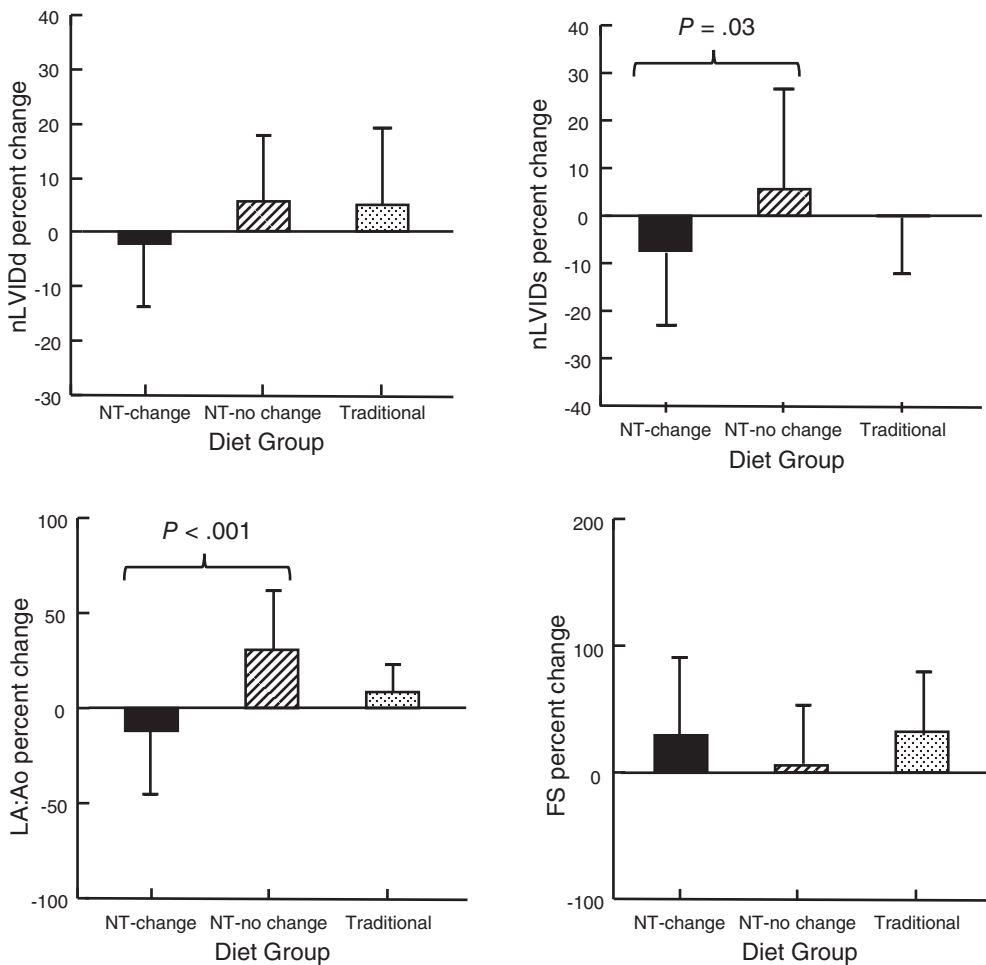 nLVIDd percent change
40
30
20
10
0
-10
-20
-30
NT-change NT-no change Traditional
Diet Group
nLVIDs percent change
P = .03
40
30
20
10
0
-10
-20
-30
-40
NT-change NT-no change Traditional
Diet Group
LA:Ao percent change
P < .001
100
50
0
-50
-100
NT-change NT-no change Traditional
Diet Group
FS percent change
200
100
0
-100
NT-change NT-no change Traditional
Diet Group